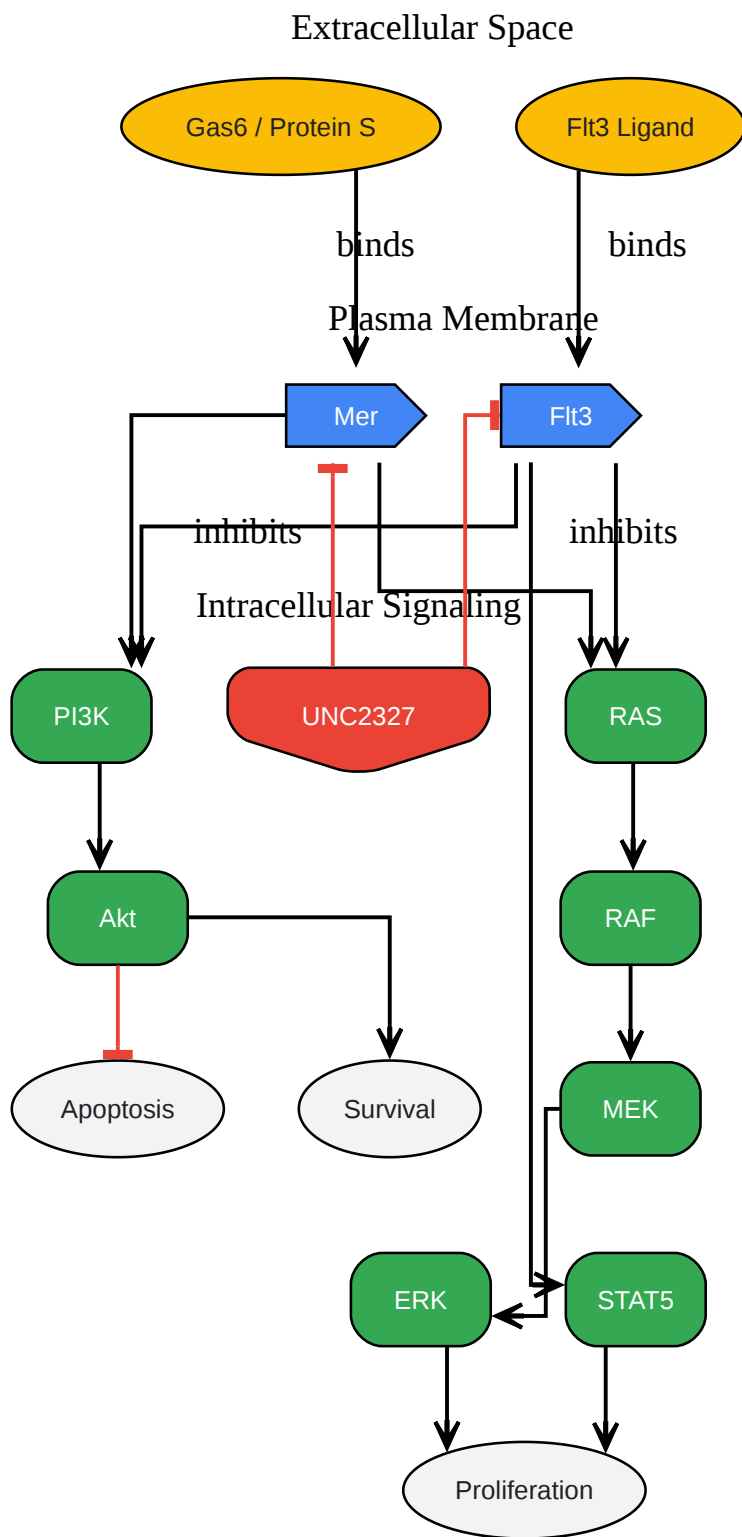 Extracellular Space
Gas6 / Protein S
Flt3 Ligand
binds
binds
Plasma Membrane
Mer
Flt3
inhibits
inhibits
Intracellular Signaling
PI3K
UNC2327
RAS
Akt
RAF
Apoptosis
Survival
MEK
ERK
STAT5
Proliferation